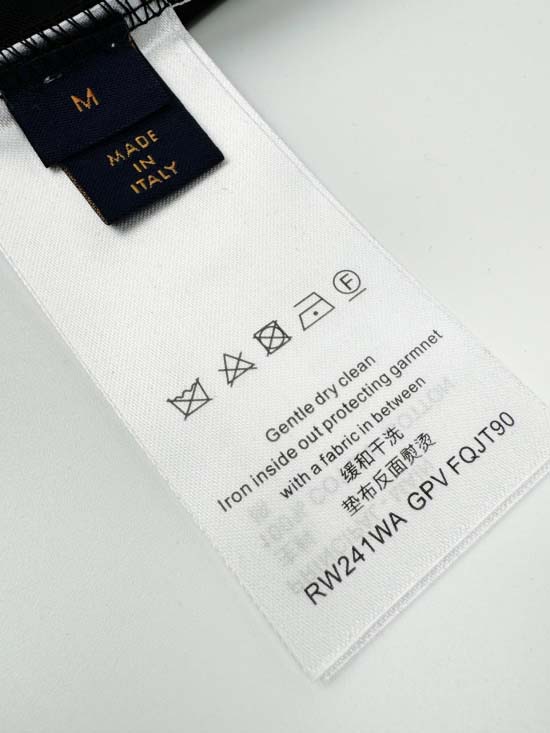 M
MADE
IN
ITALY
F
Gentle dry clean
Iron inside out protecting garmnet
with a fabric in between
缓和干洗
垫布反面熨烫
RW241WA GPV FQJT90